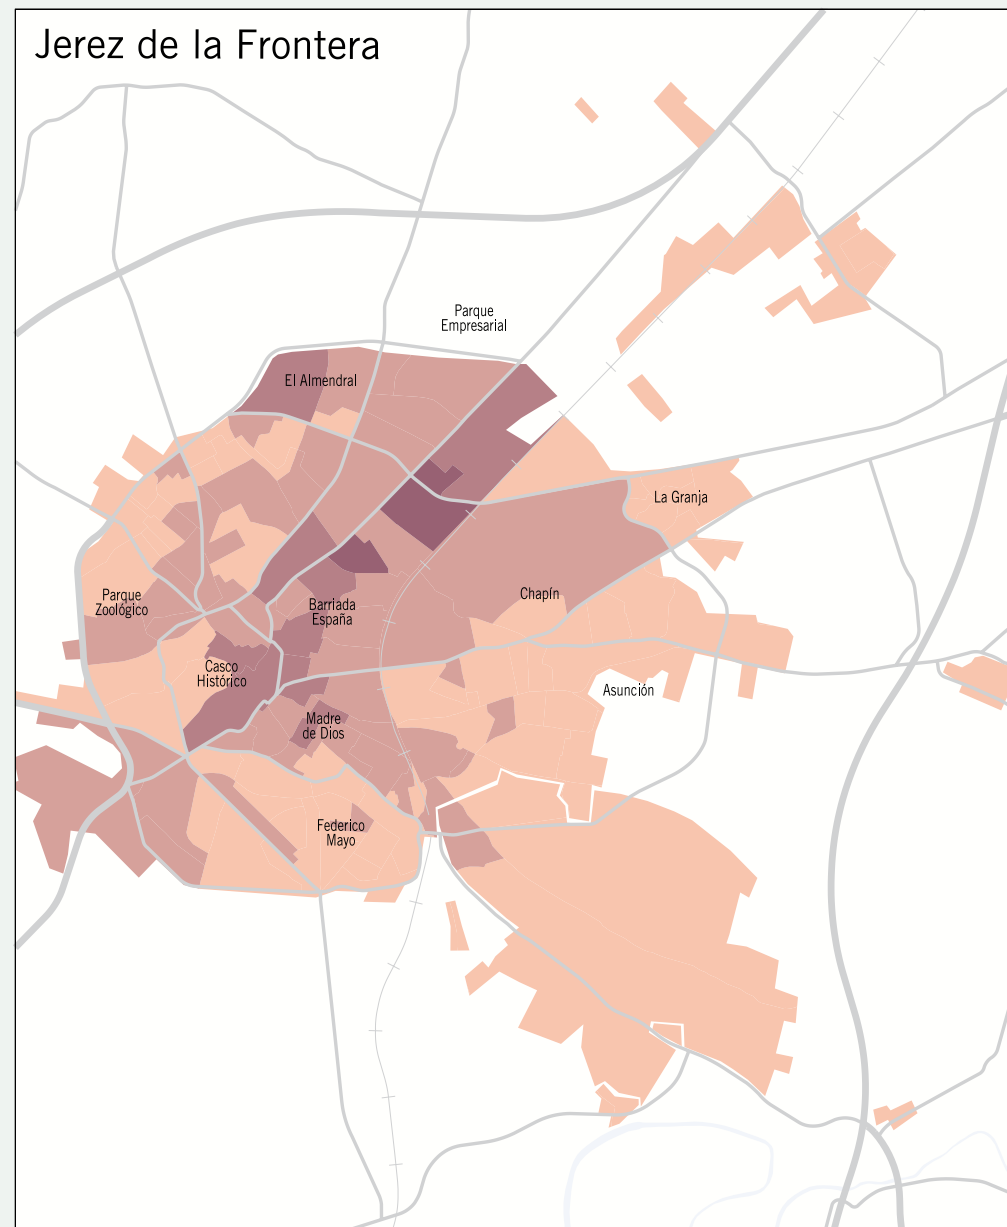 Jerez de la Frontera
Parque
Empresarial
El Almendral
La Granja
Parque
Zoológico
Barriada
España
Chapín
Casco
Histórico
Asunción
Madre
de Dios
Federico
Mayo